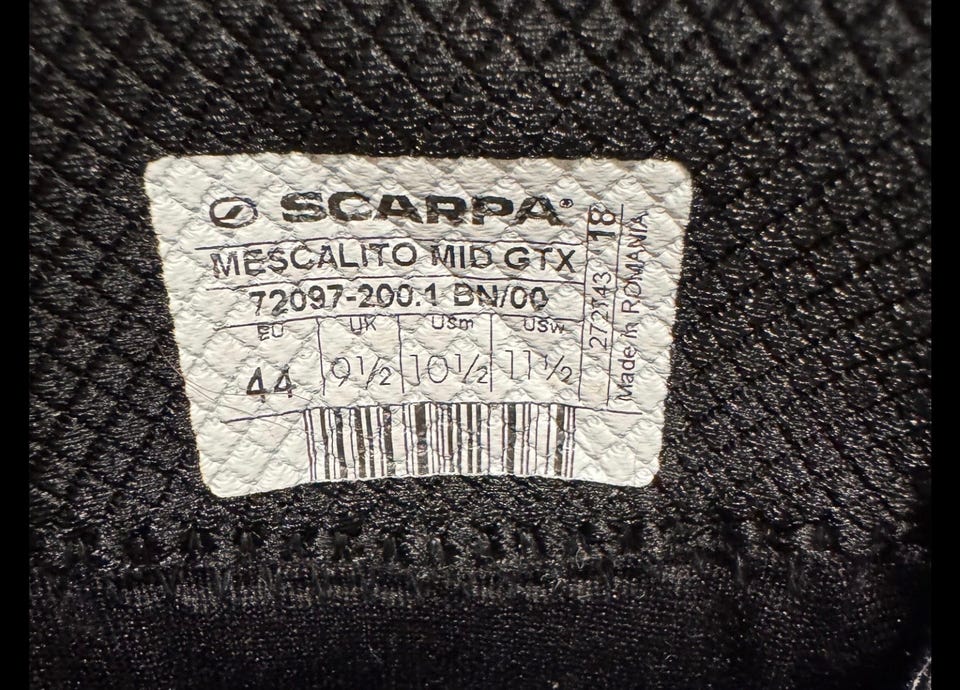 SCARPA®
MESCALITO MID GTX
72097-200.1 BN/00
EU UK USm USw
44 9½ 10½ 11½
18
Made in ROMANIA